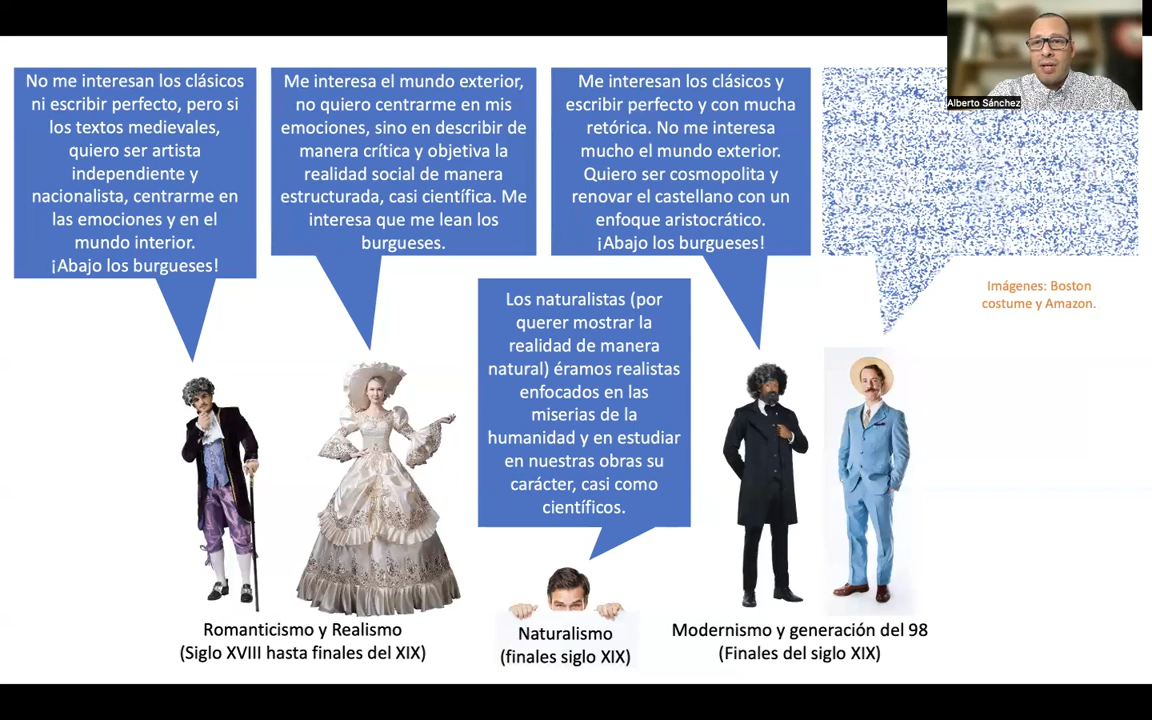 No me interesan los clásicos
ni escribir perfecto, pero si
los textos medievales,
quiero ser artista
independiente y
nacionalista, centrarme en
las emociones y en el
mundo interior.
¡Abajo los burgueses!
Me interesa el mundo exterior,
no quiero centrarme en mis
emociones, sino en describir de
manera crítica y objetiva la
realidad social de manera
estructurada, casi científica. Me
interesa que me lean los
burgueses.
Me interesan los clásicos y
escribir perfecto y con mucha
retórica. No me interesa
mucho el mundo exterior.
Quiero ser cosmopolita y
renovar el castellano con un
enfoque aristocrático.
¡Abajo los burgueses!
Alberto Sánchez
Imágenes: Boston
costume y Amazon.
Los naturalistas (por
querer mostrar la
realidad de manera
natural) éramos realistas
enfocados en las
miserias de la
humanidad y en estudiar
en nuestras obras su
carácter, casi como
científicos.
Romanticismo y Realismo
(Siglo XVIII hasta finales del XIX)
Naturalismo
(finales siglo XIX)
Modernismo y generación del 98
(Finales del siglo XIX)